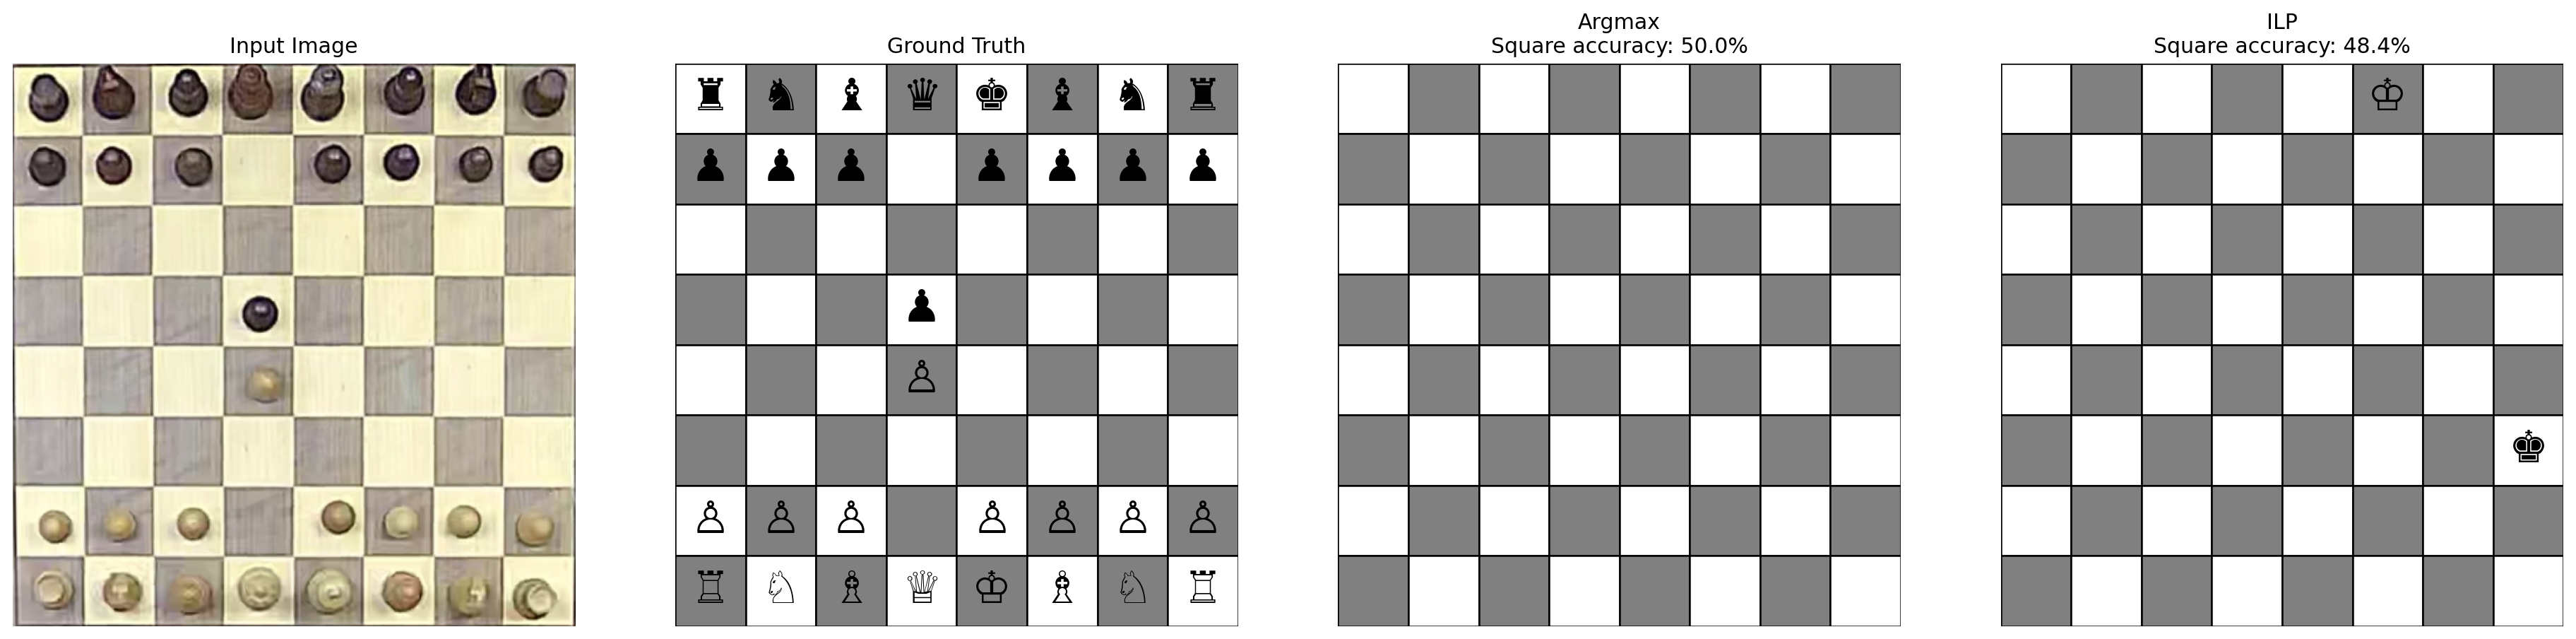 Input Image
Ground Truth
Argmax
Square accuracy: 50.0%
ILP
Square accuracy: 48.4%